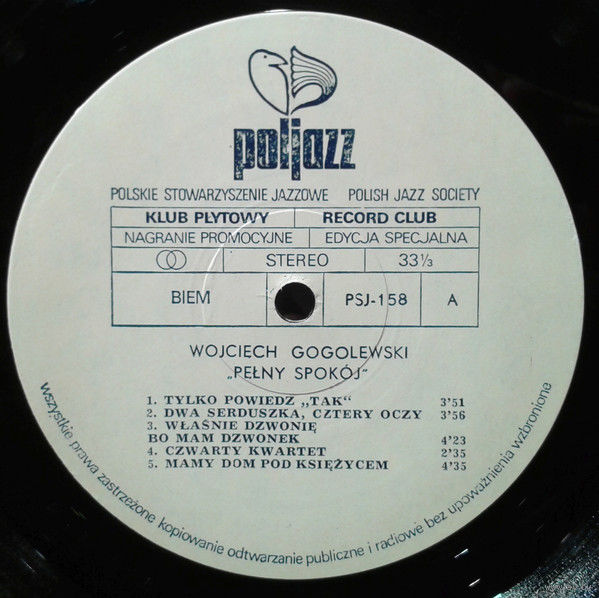 poljazz
POLSKIE STOWARZYSZENIE JAZZOWE POLISH JAZZ SOCIETY
KLUB PŁYTOWY RECORD CLUB
NAGRANIE PROMOCYJNE EDYCJA SPECJALNA
STEREO 33 1/3
BIEM PSJ-158 A
WOJCIECH GOGOLEWSKI
„PEŁNY SPOKÓJ”
1. TYLKO POWIEDZ „TAK” 3'51
2. DWA SERDUSZKA, CZTERY OCZY 3'56
3. WŁAŚNIE DZWONIĘ
BO MAM DZWONEK 4'23
4. CZWARTY KWARTET 2'35
5. MAMY DOM POD KSIĘŻYCEM 4'35
wszystkie prawa zastrzeżone kopiowanie odtwarzanie publiczne i radiowe bez upoważnienia wzbronione